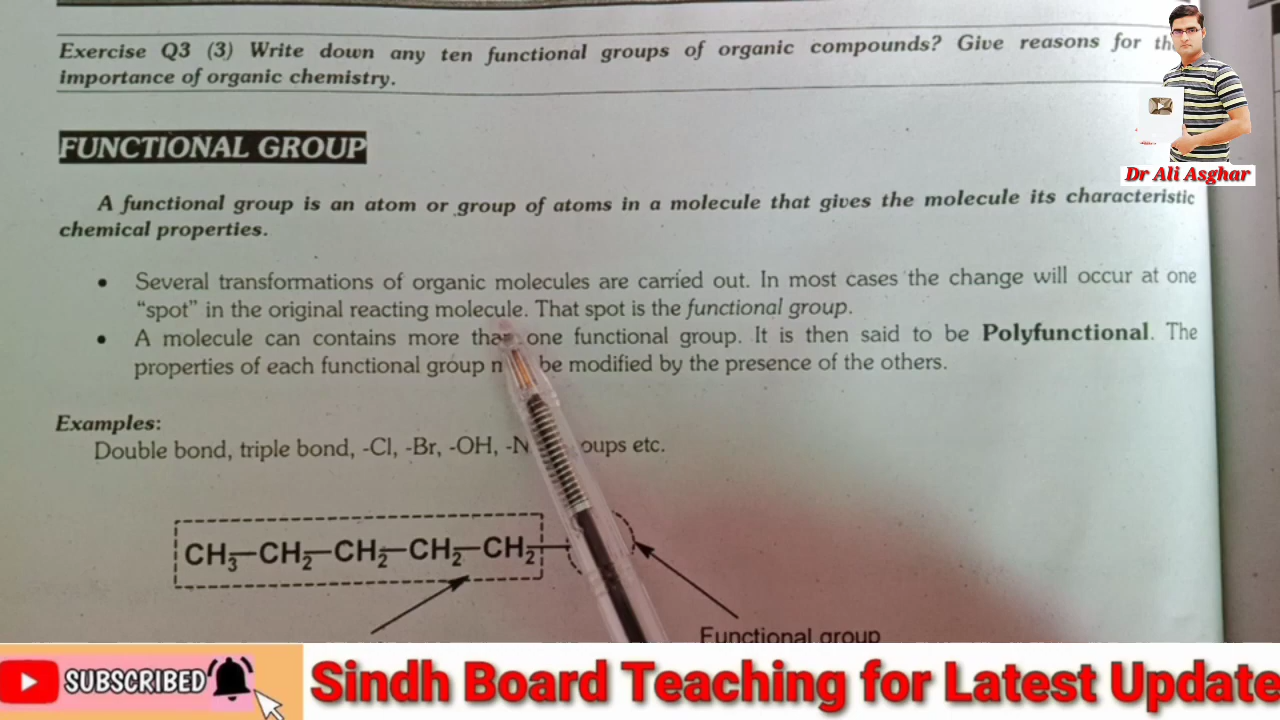 Exercise Q3 (3) Write down any ten functional groups of organic compounds? Give reasons for
importance of organic chemistry.
FUNCTIONAL GROUP
A functional group is an atom or group of atoms in a molecule that gives the molecule its characteristic
chemical properties.
• Several transformations of organic molecules are carried out. In most cases the change will occur at one
“spot” in the original reacting molecule. That spot is the functional group.
• A molecule can contains more than one functional group. It is then said to be Polyfunctional. The
properties of each functional group be modified by the presence of the others.
Examples:
Double bond, triple bond, -Cl, -Br, -OH, etc.
CH3—CH2—CH2—CH2—CH2—
Functional group
Dr Ali Asghar
SUBSCRIBED
Sindh Board Teaching for Latest Update